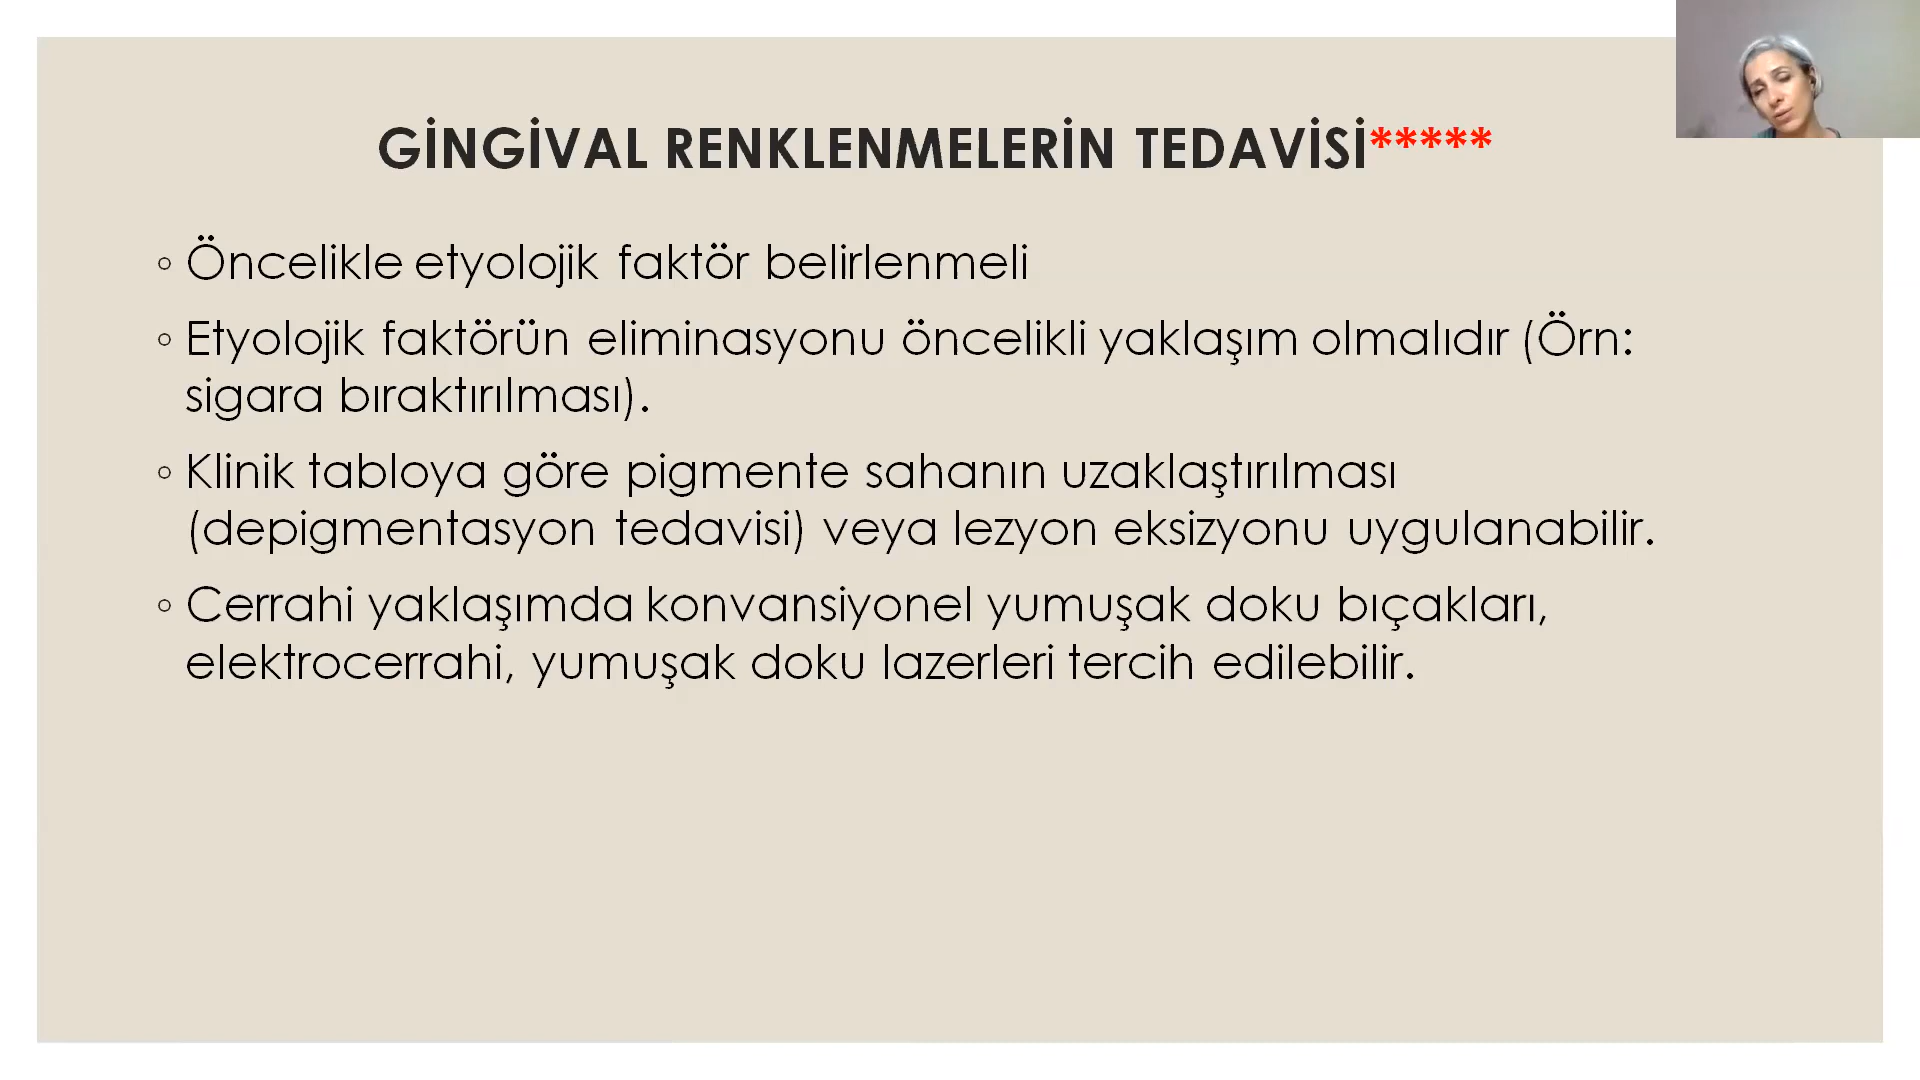 GİNGİVAL RENKLENMELERİN TEDAVİSİ*****
◦ Öncelikle etyolojik faktör belirlenmeli
◦ Etyolojik faktörün eliminasyonu öncelikli yaklaşım olmalıdır (Örn:
sigara bıraktırılması).
◦ Klinik tabloya göre pigmente sahanın uzaklaştırılması
(depigmentasyon tedavisi) veya lezyon eksizyonu uygulanabilir.
◦ Cerrahi yaklaşımda konvansiyonel yumuşak doku bıçakları,
elektrocerrahi, yumuşak doku lazerleri tercih edilebilir.